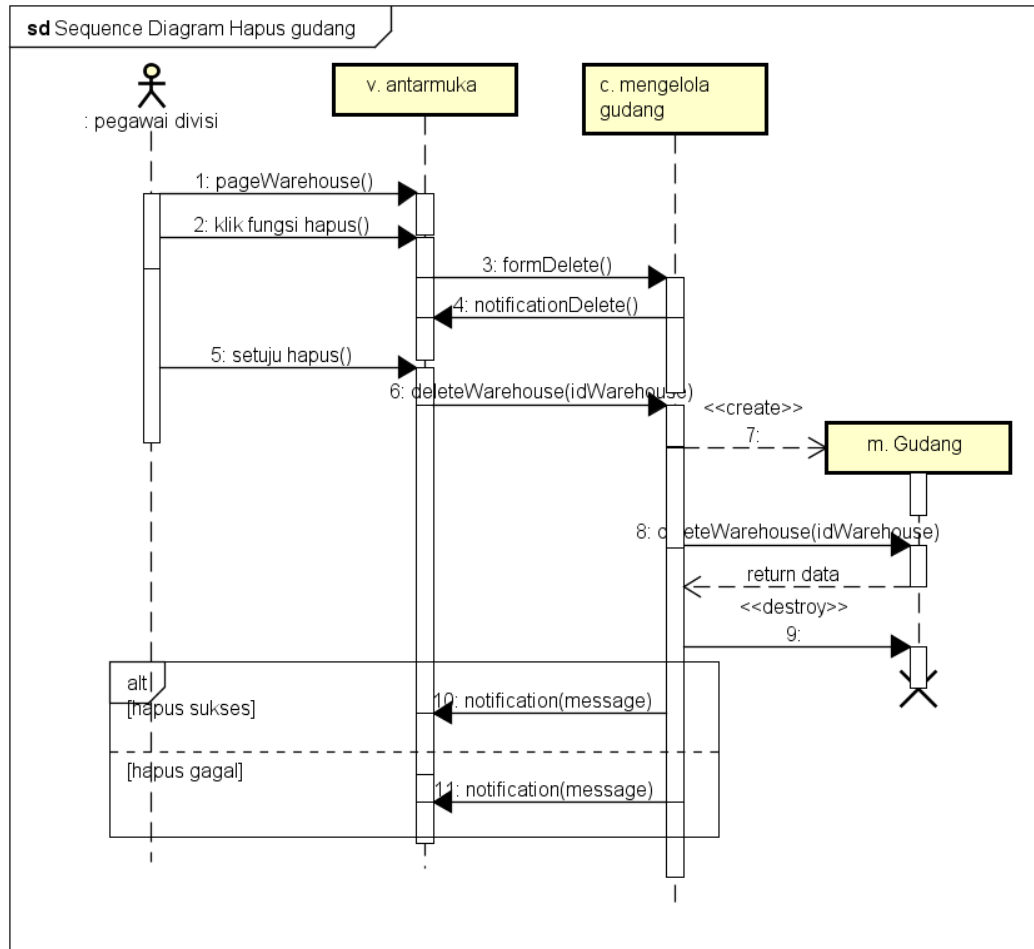 sd Sequence Diagram Hapus gudang
: pegawai divisi
v. antarmuka
c. mengelola
gudang
1: pageWarehouse()
2: klik fungsi hapus()
3: formDelete()
4: notificationDelete()
5: setuju hapus()
6: deleteWarehouse(idWarehouse)
<<create>>
7:
m. Gudang
8: deleteWarehouse(idWarehouse)
return data
<<destroy>>
9:
alt
[hapus sukses]
10: notification(message)
[hapus gagal]
11: notification(message)